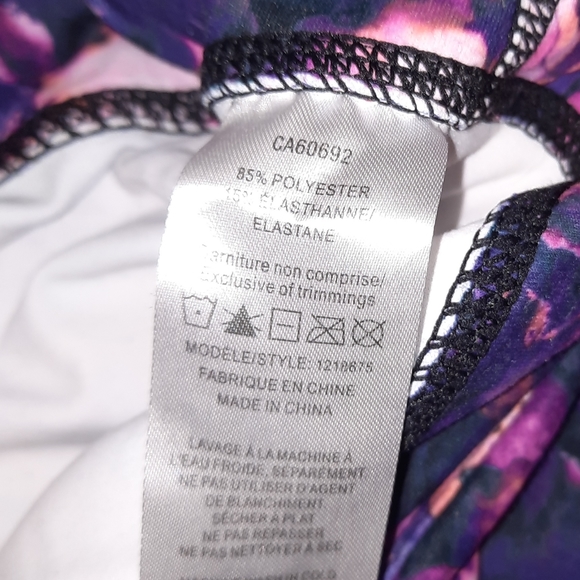 CA60692
85% POLYESTER
15% ÉLASTHANNE/
ELASTANE
Garniture non comprise/
Exclusive of trimmings
MODÈLE/STYLE: 1218675
FABRIQUE EN CHINE
MADE IN CHINA
LAVAGE À LA MACHINE À
L'EAU FROIDE, SÉPARÉMENT.
NE PAS UTILISER D'AGENT
DE BLANCHIMENT
SÉCHER À PLAT
NE PAS REPASSER
NE PAS NETTOYER À SEC